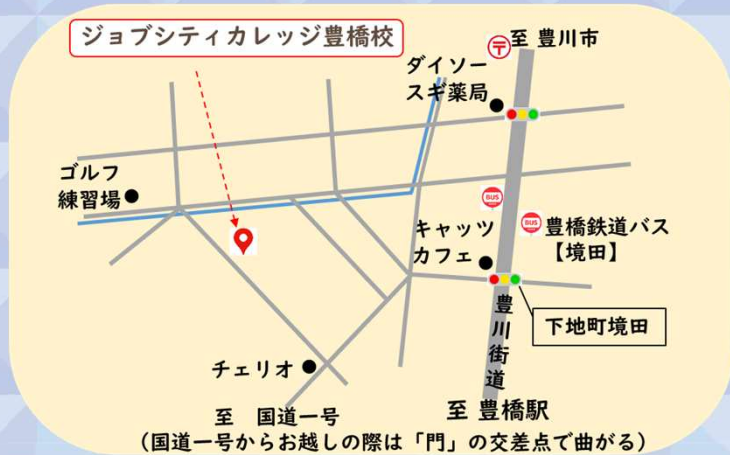 ジョブシティカレッジ豊橋校
〒
至 豊川市
ダイソー
スギ薬局
ゴルフ
練習場
BUS
キャッツ
カフェ
BUS
豊橋鉄道バス
【境田】
豊川街道
下地町境田
チェリオ
至 国道一号
至 豊橋駅
（国道一号からお越しの際は「門」の交差点で曲がる）